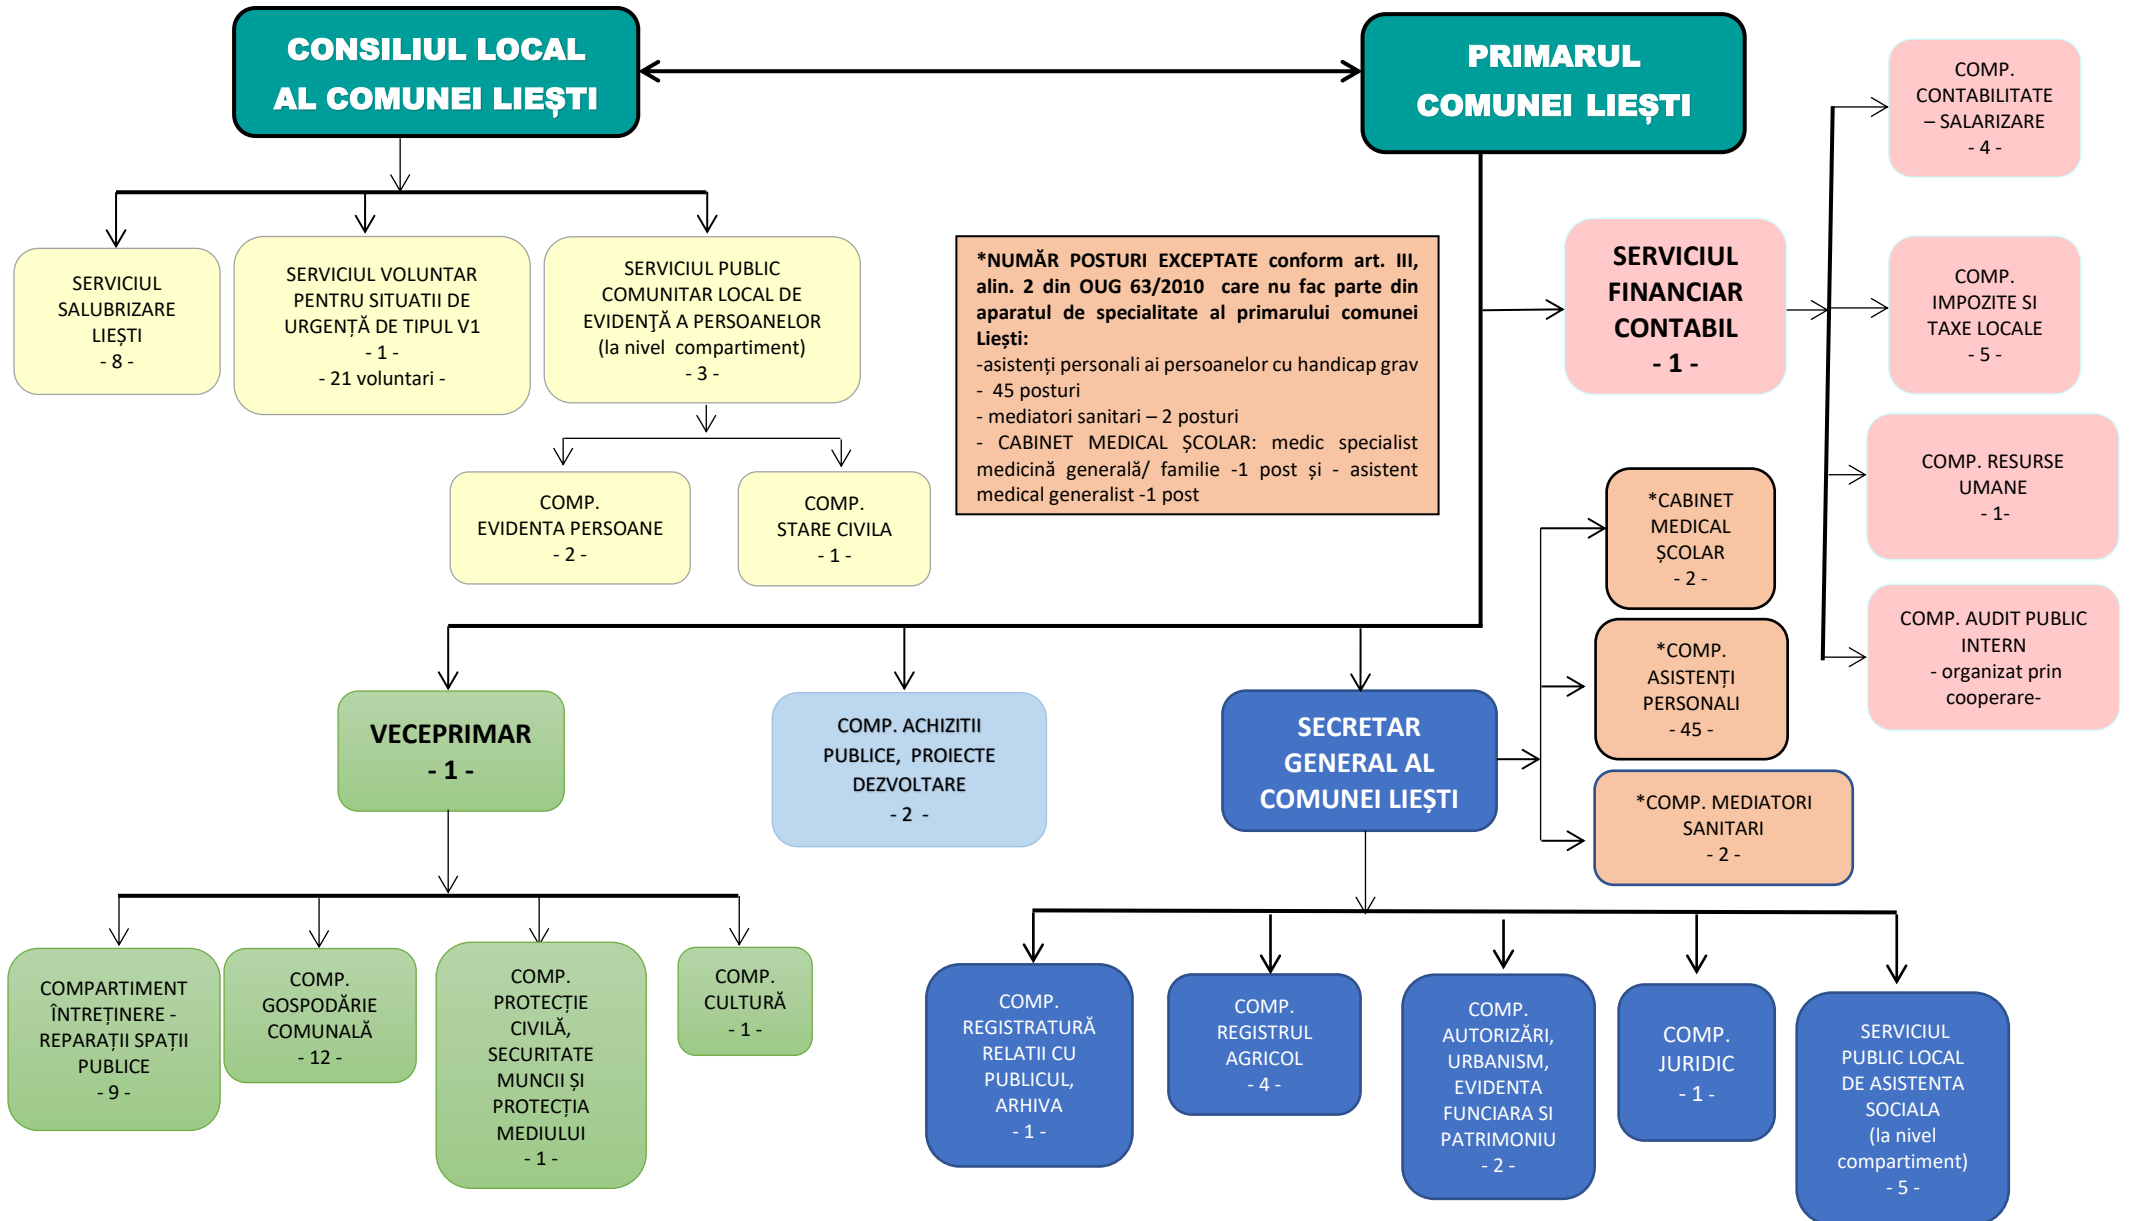 CONSILIUL LOCAL
AL COMUNEI LIEȘTI
PRIMARUL
COMUNEI LIEȘTI
COMP.
CONTABILITATE
– SALARIZARE
- 4 -
SERVICIUL
SALUBRIZARE
LIEȘTI
- 8 -
SERVICIUL VOLUNTAR
PENTRU SITUATII DE
URGENȚĂ DE TIPUL V1
- 1 -
- 21 voluntari -
SERVICIUL PUBLIC
COMUNITAR LOCAL DE
EVIDENŢĂ A PERSOANELOR
(la nivel compartiment)
- 3 -
*NUMĂR POSTURI EXCEPTATE conform art. III,
alin. 2 din OUG 63/2010 care nu fac parte din
aparatul de specialitate al primarului comunei
Liești:
-asistenți personali ai persoanelor cu handicap grav
- 45 posturi
- mediatori sanitari – 2 posturi
- CABINET MEDICAL ȘCOLAR: medic specialist
medicină generală/ familie -1 post și - asistent
medical generalist -1 post
SERVICIUL
FINANCIAR
CONTABIL
- 1 -
COMP.
IMPOZITE SI
TAXE LOCALE
- 5 -
COMP. RESURSE
UMANE
- 1-
COMP. AUDIT PUBLIC
INTERN
- organizat prin
cooperare-
COMP.
EVIDENTA PERSOANE
- 2 -
COMP.
STARE CIVILA
- 1 -
*CABINET
MEDICAL
ȘCOLAR
- 2 -
*COMP.
ASISTENȚI
PERSONALI
- 45 -
*COMP. MEDIATORI
SANITARI
- 2 -
VECEPRIMAR
- 1 -
COMP. ACHIZITII
PUBLICE, PROIECTE
DEZVOLTARE
- 2 -
SECRETAR
GENERAL AL
COMUNEI LIEȘTI
COMPARTIMENT
ÎNTREȚINERE -
REPARAȚII SPAȚII
PUBLICE
- 9 -
COMP.
GOSPODĂRIE
COMUNALĂ
- 12 -
COMP.
PROTECȚIE
CIVILĂ,
SECURITATE
MUNCII ȘI
PROTECȚIA
MEDIULUI
- 1 -
COMP.
CULTURĂ
- 1 -
COMP.
REGISTRATURĂ
RELATII CU
PUBLICUL,
ARHIVA
- 1 -
COMP.
REGISTRUL
AGRICOL
- 4 -
COMP.
AUTORIZĂRI,
URBANISM,
EVIDENTA
FUNCIARA SI
PATRIMONIU
- 2 -
COMP.
JURIDIC
- 1 -
SERVICIUL
PUBLIC LOCAL
DE ASISTENTA
SOCIALA
(la nivel
compartiment)
- 5 -